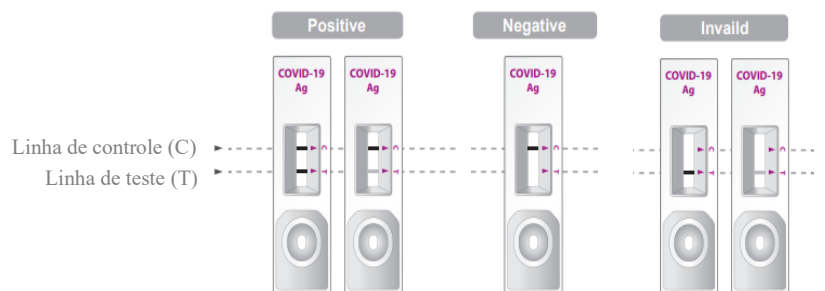 Positive
Negative
Invaild
COVID-19
Ag
COVID-19
Ag
COVID-19
Ag
COVID-19
Ag
COVID-19
Ag
Linha de controle (C)
C
C
C
C
C
Linha de teste (T)
T
T
T
T
T